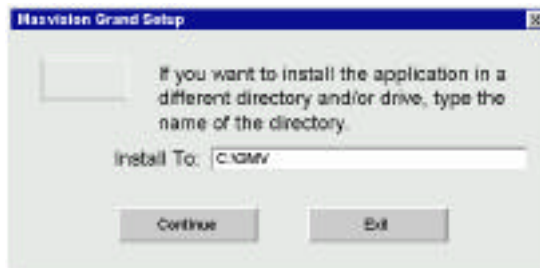 Maxvision Grand Setup
If you want to install the application in a
different directory and/or drive, type the
name of the directory.
Install To: C:\GMV
Continue Exit